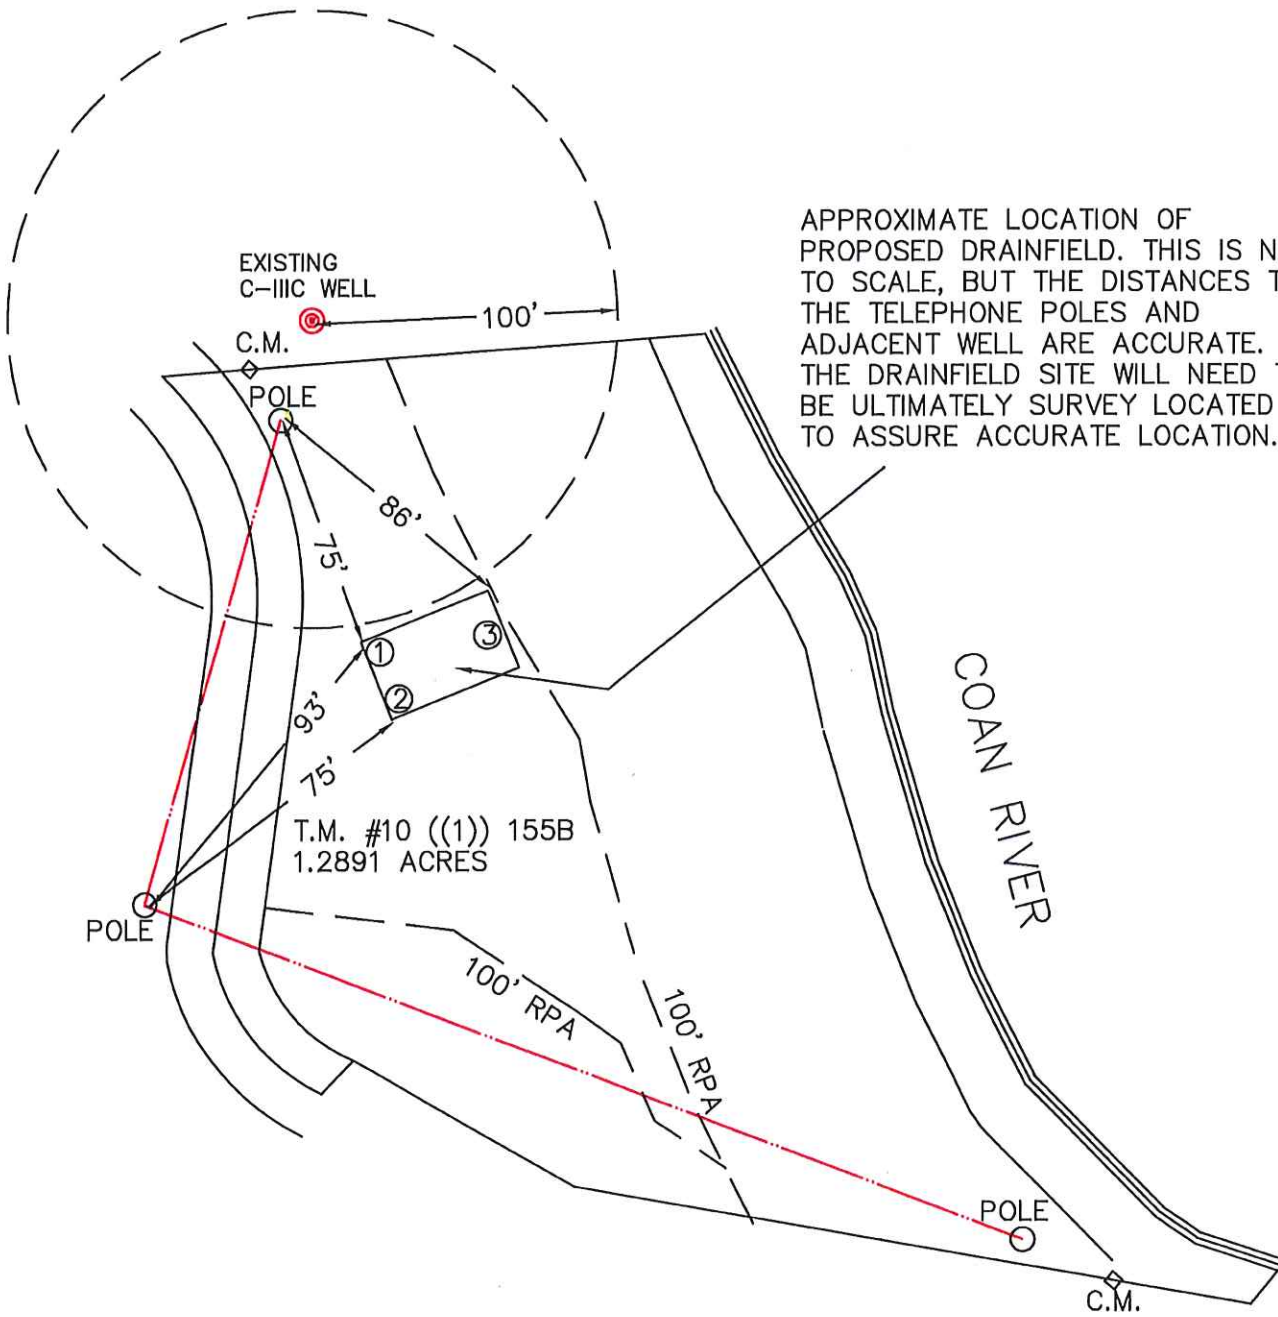 APPROXIMATE LOCATION OF
PROPOSED DRAINFIELD. THIS IS N
TO SCALE, BUT THE DISTANCES T
THE TELEPHONE POLES AND
ADJACENT WELL ARE ACCURATE.
THE DRAINFIELD SITE WILL NEED
BE ULTIMATELY SURVEY LOCATED
TO ASSURE ACCURATE LOCATION.
EXISTING
C-IIIC WELL
100'
C.M.
POLE
86'
75'
①
②
③
93'
75'
T.M. #10 ((1)) 155B
1.2891 ACRES
COAN RIVER
POLE
100' RPA
100' RPA
POLE
C.M.